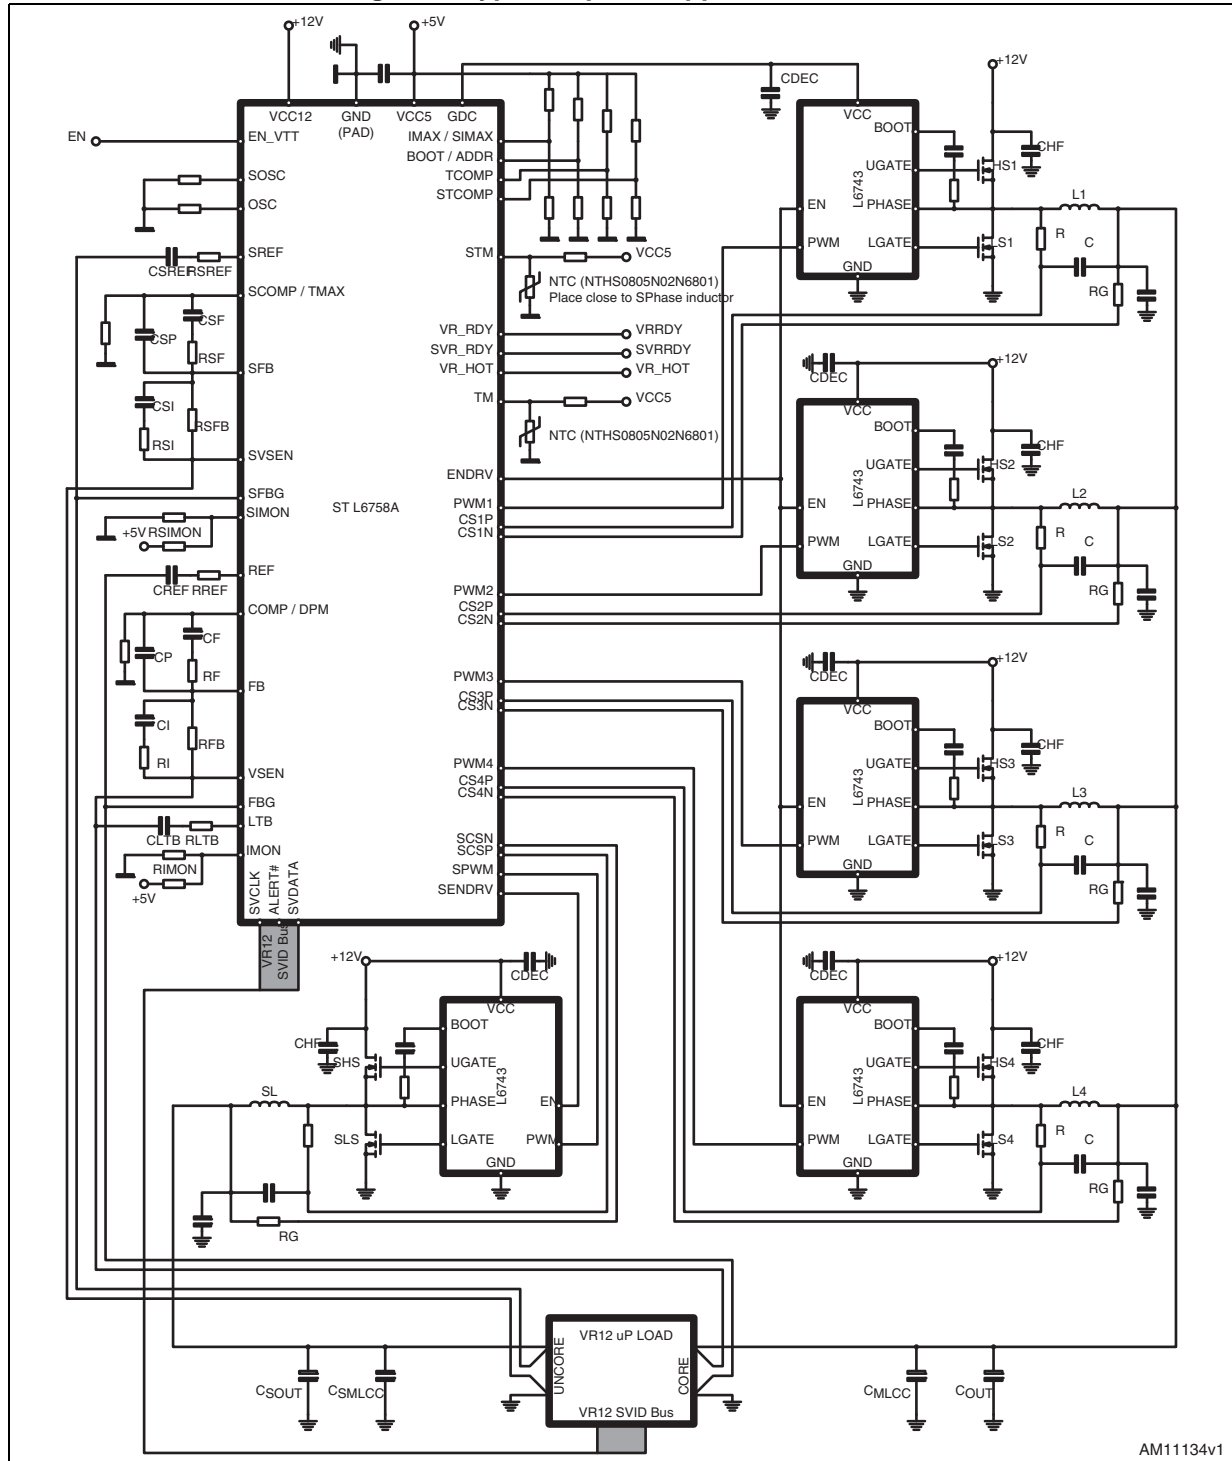 +12V
+5V
VCC12
GND
(PAD)
VCC5
GDC
EN
EN_VTT
SOSC
OSC
SREF
CSREF
RSREF
SCOMP / TMAX
CSF
CSP
RSF
SFB
CSI
RSFB
RSI
SVSEN
SFBG
SIMON
+5V
RSIMON
REF
CREF
RREF
COMP / DPM
CF
CP
RF
FB
CI
RFB
RI
VSEN
FBG
LTB
CLTB
RLTB
IMON
RIMON
+5V
SVCLK
ALERT#
SVDATA
VR12
SVID Bus
ST L6758A
IMAX / SIMAX
BOOT / ADDR
TCOMP
STCOMP
STM
VCC5
NTC (NTHS0805N02N6801)
Place close to SPhase inductor
VR_RDY
VRRDY
SVR_RDY
SVRRDY
VR_HOT
VR_HOT
TM
VCC5
NTC (NTHS0805N02N6801)
ENDRV
PWM1
CS1P
CS1N
PWM2
CS2P
CS2N
PWM3
CS3P
CS3N
PWM4
CS4P
CS4N
SCSN
SCSP
SPWM
SENDRV
CDEC
+12V
VCC
BOOT
CHF
UGATE
HS1
L6743
L1
EN
PHASE
R
C
PWM
LGATE
LS1
GND
RG
+12V
CDEC
VCC
BOOT
CHF
UGATE
HS2
L6743
L2
EN
PHASE
R
C
PWM
LGATE
LS2
GND
RG
+12V
CDEC
VCC
BOOT
CHF
UGATE
HS3
L6743
L3
EN
PHASE
R
C
PWM
LGATE
LS3
GND
RG
+12V
CDEC
VCC
BOOT
CHF
UGATE
HS4
L6743
L4
EN
PHASE
R
C
PWM
LGATE
LS4
GND
RG
+12V
CDEC
VCC
BOOT
CHF
SHS
UGATE
L6743
SL
PHASE
EN
SLS
LGATE
PWM
GND
RG
VR12 uP LOAD
UNCORE
CORE
VR12 SVID Bus
CSOUT
CSMLCC
CMLCC
COUT
AM11134v1